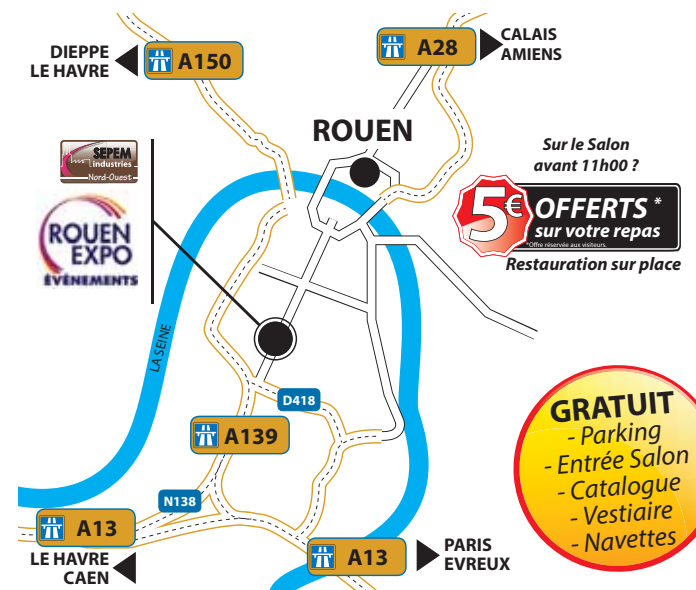 DIEPPE
LE HAVRE
A150
A28
CALAIS
AMIENS
ROUEN
SEPEM
industries
Nord-Ouest
ROUEN
EXPO
ÉVÉNEMENTS
Sur le Salon
avant 11h00 ?
5€
OFFERTS *
sur votre repas
*Offre réservée aux visiteurs.
Restauration sur place
LA SEINE
D418
A139
N138
A13
LE HAVRE
CAEN
A13
PARIS
EVREUX
GRATUIT
- Parking
- Entrée Salon
- Catalogue
- Vestiaire
- Navettes